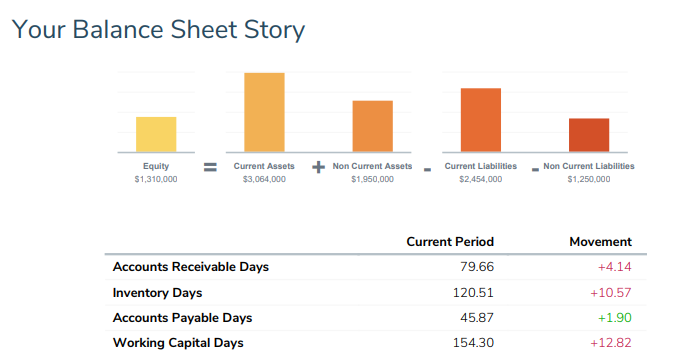 Your Balance Sheet Story
Equity = Current Assets + Non Current Assets - Current Liabilities - Non Current Liabilities
$1,310,000 $3,064,000 $1,950,000 $2,454,000 $1,250,000
Current Period Movement
Accounts Receivable Days 79.66 +4.14
Inventory Days 120.51 +10.57
Accounts Payable Days 45.87 +1.90
Working Capital Days 154.30 +12.82